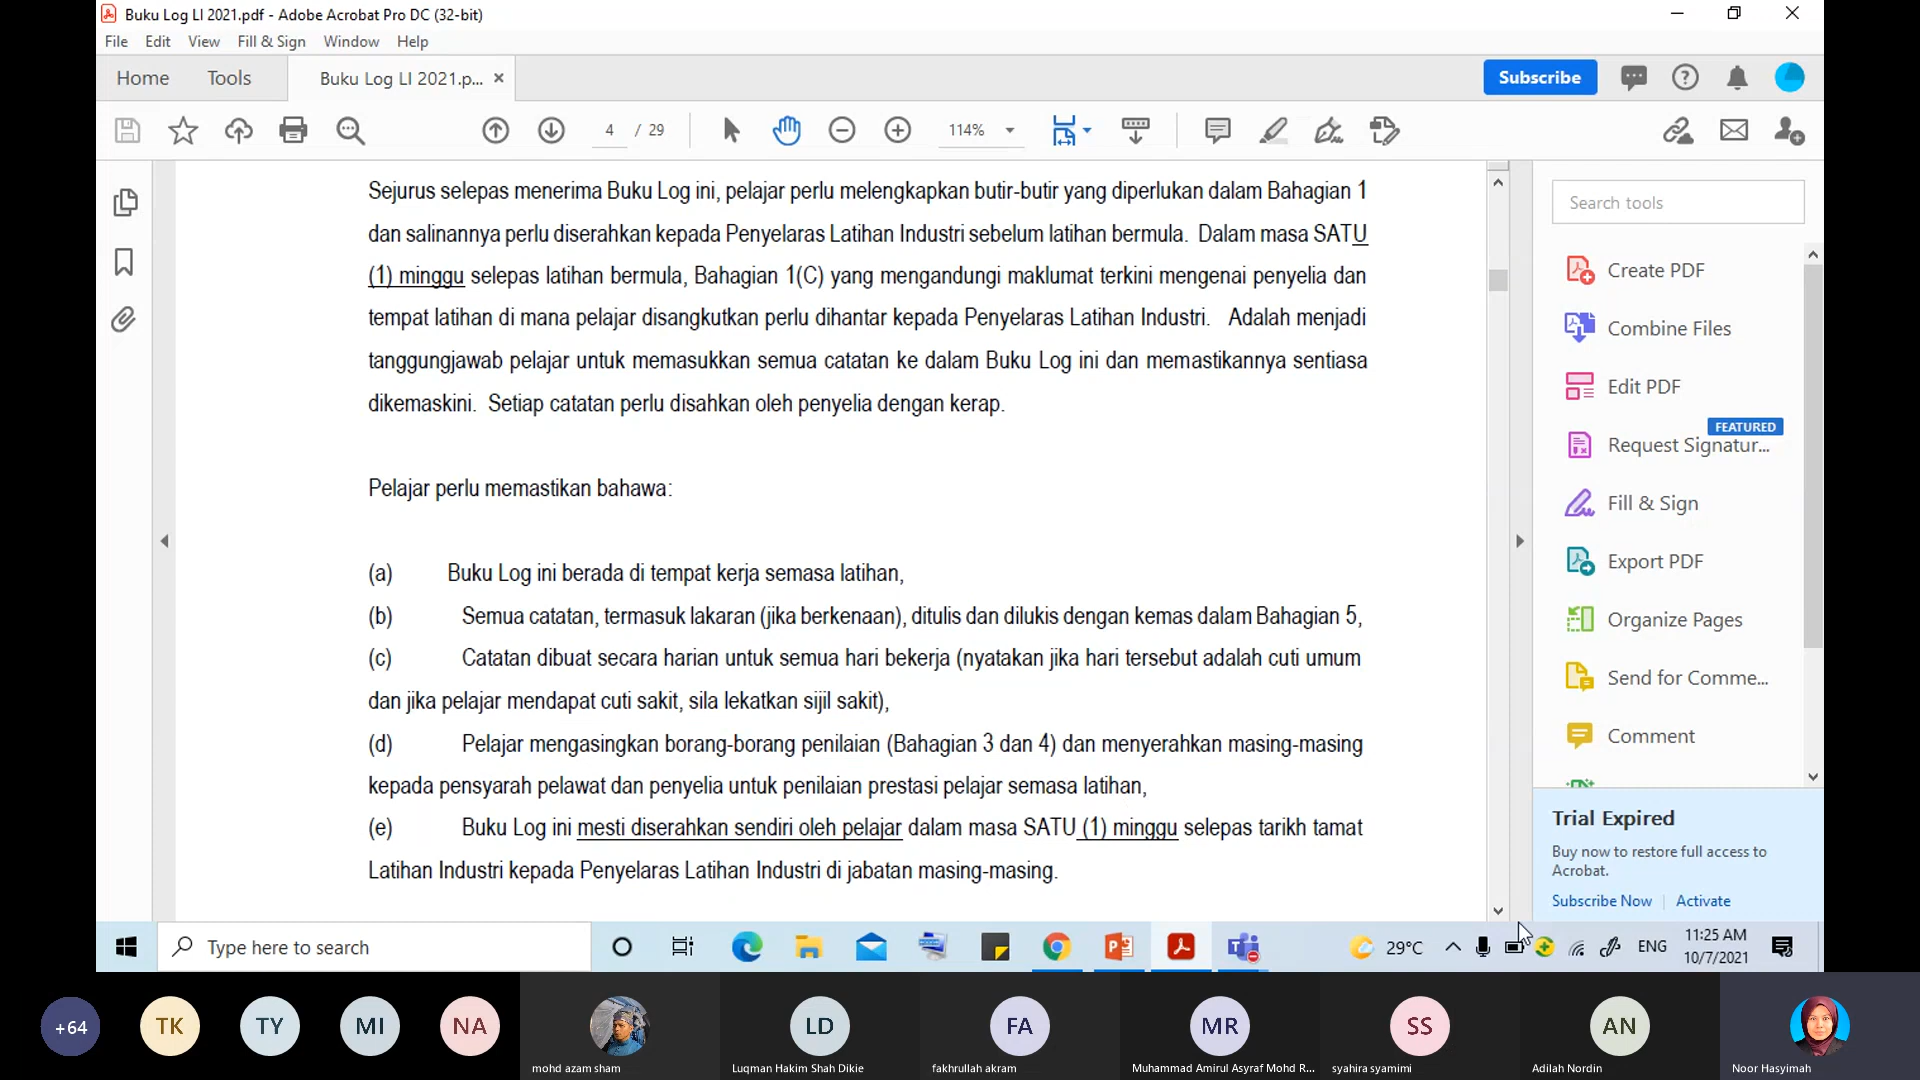 Buku Log LI 2021.pdf - Adobe Acrobat Pro DC (32-bit)
File Edit View Fill & Sign Window Help
Home Tools Buku Log LI 2021.p... × Subscribe
4 / 29 114%
Sejurus selepas menerima Buku Log ini, pelajar perlu melengkapkan butir-butir yang diperlukan dalam Bahagian 1
dan salinannya perlu diserahkan kepada Penyelaras Latihan Industri sebelum latihan bermula. Dalam masa SATU
(1) minggu selepas latihan bermula, Bahagian 1(C) yang mengandungi maklumat terkini mengenai penyelia dan
tempat latihan di mana pelajar disangkutkan perlu dihantar kepada Penyelaras Latihan Industri. Adalah menjadi
tanggungjawab pelajar untuk memasukkan semua catatan ke dalam Buku Log ini dan memastikannya sentiasa
dikemaskini. Setiap catatan perlu disahkan oleh penyelia dengan kerap.
Pelajar perlu memastikan bahawa:
(a) Buku Log ini berada di tempat kerja semasa latihan,
(b) Semua catatan, termasuk lakaran (jika berkenaan), ditulis dan dilukis dengan kemas dalam Bahagian 5,
(c) Catatan dibuat secara harian untuk semua hari bekerja (nyatakan jika hari tersebut adalah cuti umum
dan jika pelajar mendapat cuti sakit, sila lekatkan sijil sakit),
(d) Pelajar mengasingkan borang-borang penilaian (Bahagian 3 dan 4) dan menyerahkan masing-masing
kepada pensyarah pelawat dan penyelia untuk penilaian prestasi pelajar semasa latihan,
(e) Buku Log ini mesti diserahkan sendiri oleh pelajar dalam masa SATU (1) minggu selepas tarikh tamat
Latihan Industri kepada Penyelaras Latihan Industri di jabatan masing-masing.
Search tools
Create PDF
Combine Files
Edit PDF
FEATURED
Request Signatur...
Fill & Sign
Export PDF
Organize Pages
Send for Comme...
Comment
Trial Expired
Buy now to restore full access to
Acrobat.
Subscribe Now | Activate
Type here to search
29°C
ENG
11:25 AM
10/7/2021
+64 TK TY MI NA LD FA MR SS AN
mohd azam sham
Luqman Hakim Shah Dikie
fakhrullah akram
Muhammad Amirul Asyraf Mohd R...
syahira syamimi
Adilah Nordin
Noor Hasyimah